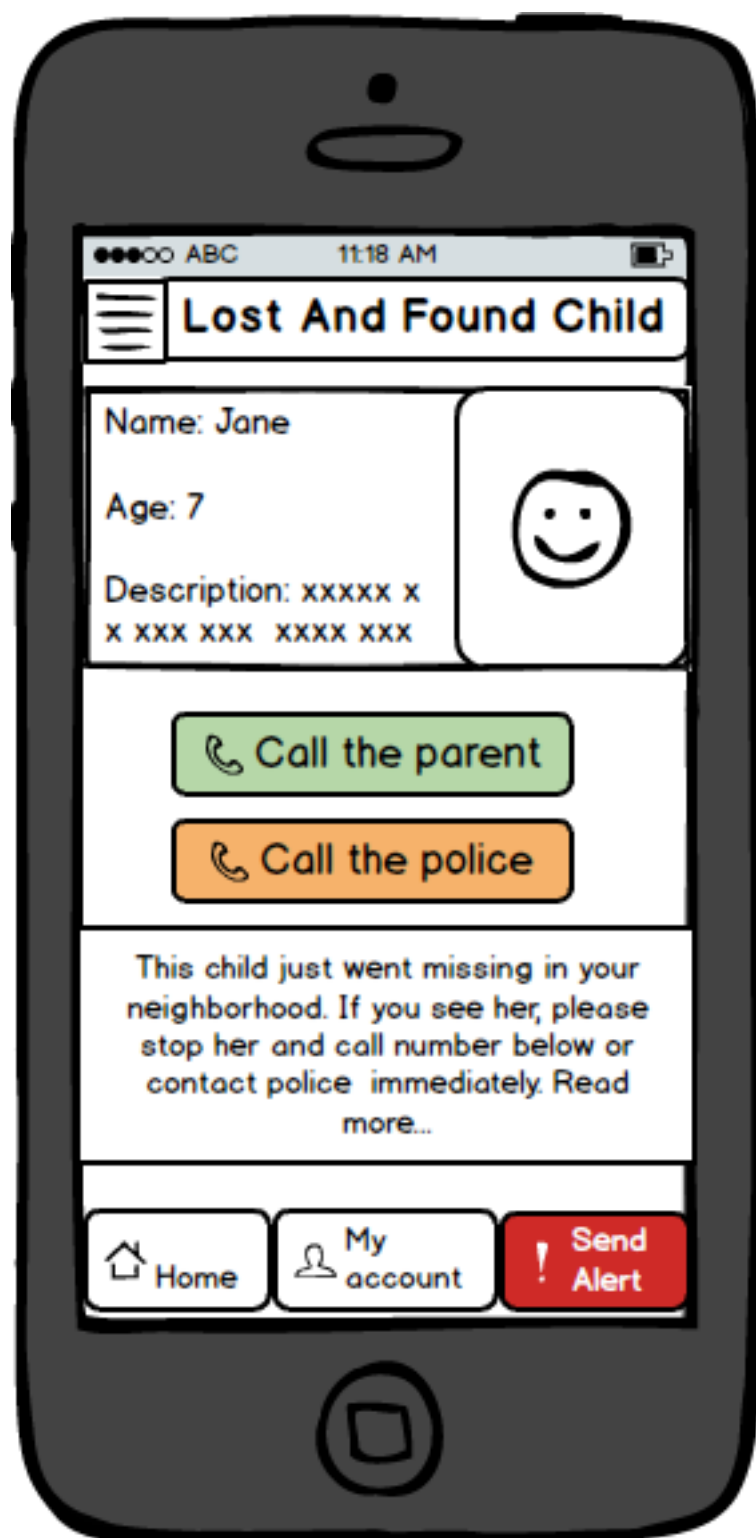 ABC 11:18 AM
Lost And Found Child
Name: Jane
Age: 7
Description: xxxxx x
x xxx xxx xxxx xxx
Call the parent
Call the police
This child just went missing in your
neighborhood. If you see her, please
stop her and call number below or
contact police immediately. Read
more...
Home
My
account
! Send
Alert